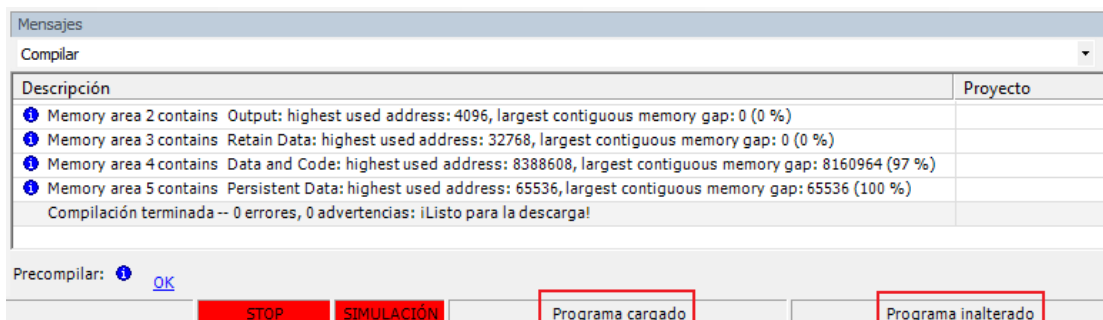 Mensajes
Compilar
Descripción Proyecto
Memory area 2 contains Output: highest used address: 4096, largest contiguous memory gap: 0 (0 %)
Memory area 3 contains Retain Data: highest used address: 32768, largest contiguous memory gap: 0 (0 %)
Memory area 4 contains Data and Code: highest used address: 8388608, largest contiguous memory gap: 8160964 (97 %)
Memory area 5 contains Persistent Data: highest used address: 65536, largest contiguous memory gap: 65536 (100 %)
Compilación terminada -- 0 errores, 0 advertencias: ¡Listo para la descarga!
Precompilar: OK
STOP SIMULACIÓN Programa cargado Programa inalterado